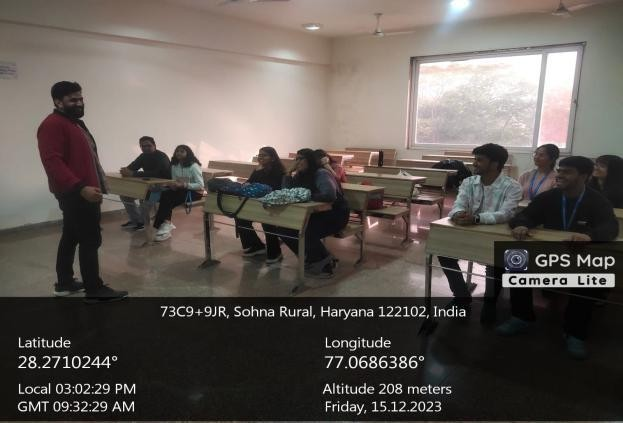 GPS Map
Camera Lite
73C9+9JR, Sohna Rural, Haryana 122102, India
Latitude
28.2710244°
Longitude
77.0686386°
Local 03:02:29 PM
GMT 09:32:29 AM
Altitude 208 meters
Friday, 15.12.2023